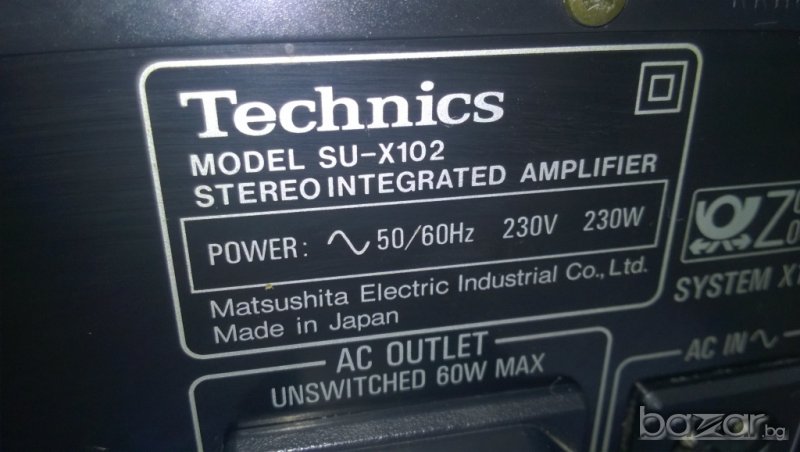 Technics
MODEL SU-X102
STEREO INTEGRATED AMPLIFIER
POWER: ∿ 50/60Hz 230V 230W
Matsushita Electric Industrial Co., Ltd.
Made in Japan
SYSTEM
AC OUTLET
UNSWITCHED 60W MAX
AC IN ∿
bazar.bg